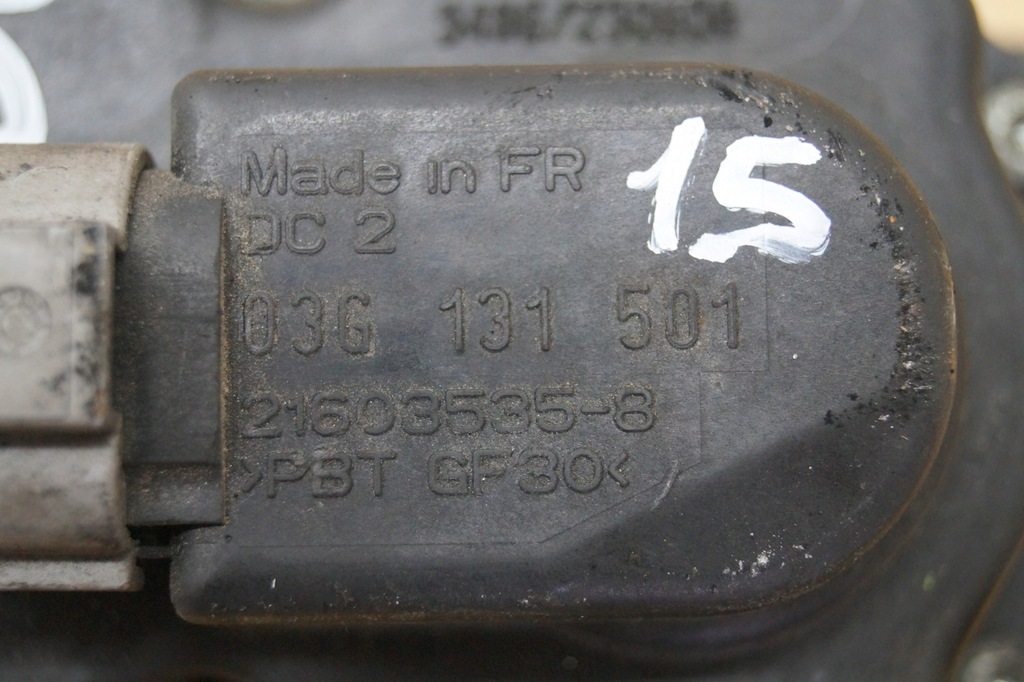 Made in FR
15
DC 2
03G 131 501
21603535-8
>PBT GF30<